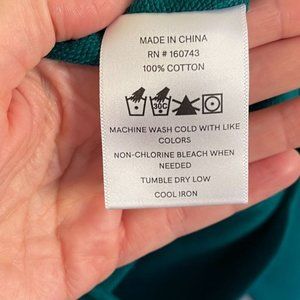 MADE IN CHINA
RN # 160743
100% COTTON
30C
MACHINE WASH COLD WITH LIKE
COLORS
NON-CHLORINE BLEACH WHEN
NEEDED
TUMBLE DRY LOW
COOL IRON